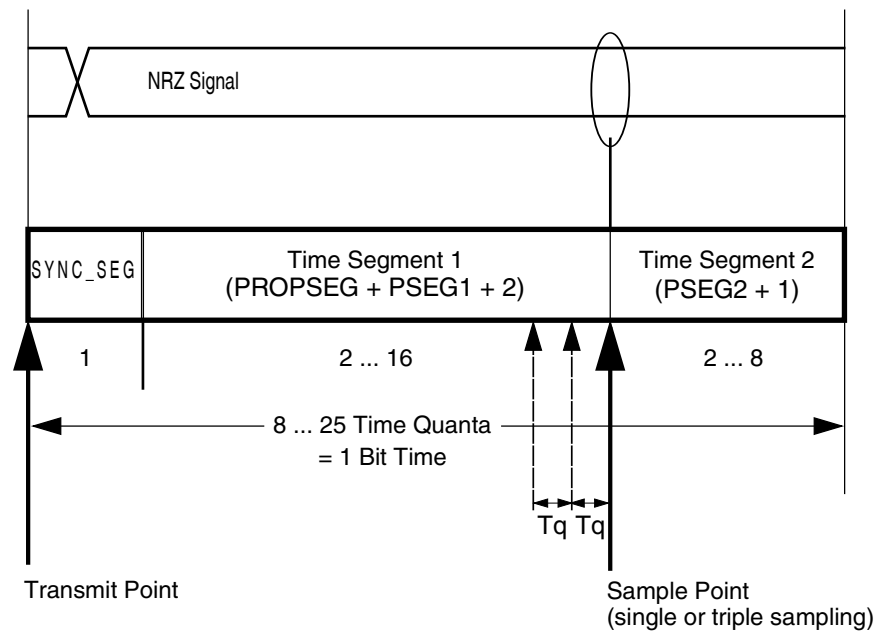 NRZ Signal
SYNC_SEG
Time Segment 1
(PROPSEG + PSEG1 + 2)
Time Segment 2
(PSEG2 + 1)
1
2 ... 16
2 ... 8
8 ... 25 Time Quanta
= 1 Bit Time
Tq Tq
Transmit Point
Sample Point
(single or triple sampling)